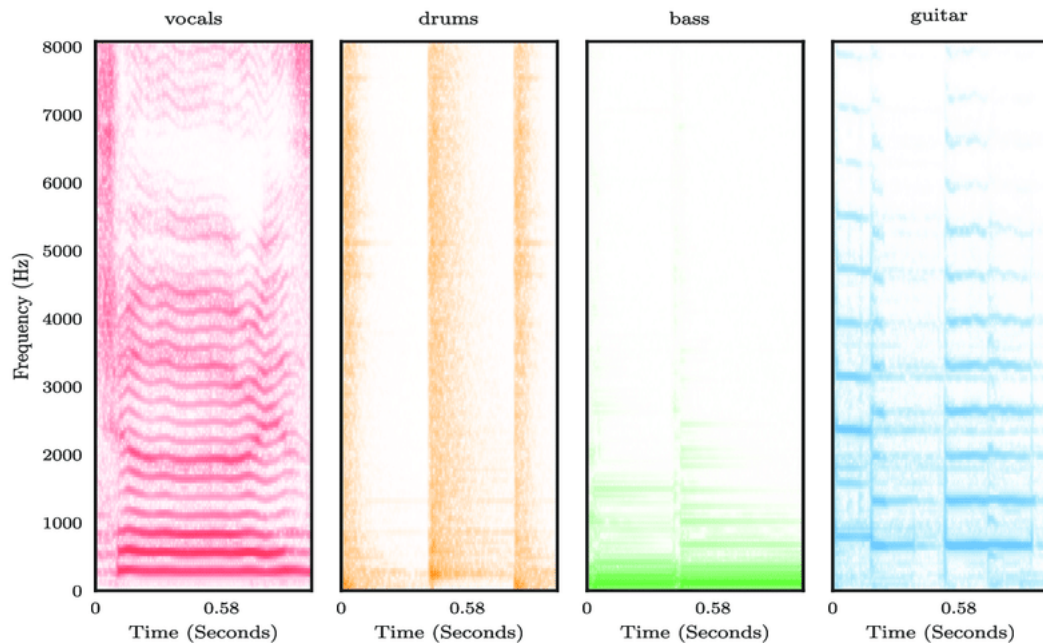 vocals
drums
bass
guitar
Frequency (Hz)
8000
7000
6000
5000
4000
3000
2000
1000
0
0
0.58
0
0.58
0
0.58
0
0.58
Time (Seconds)
Time (Seconds)
Time (Seconds)
Time (Seconds)